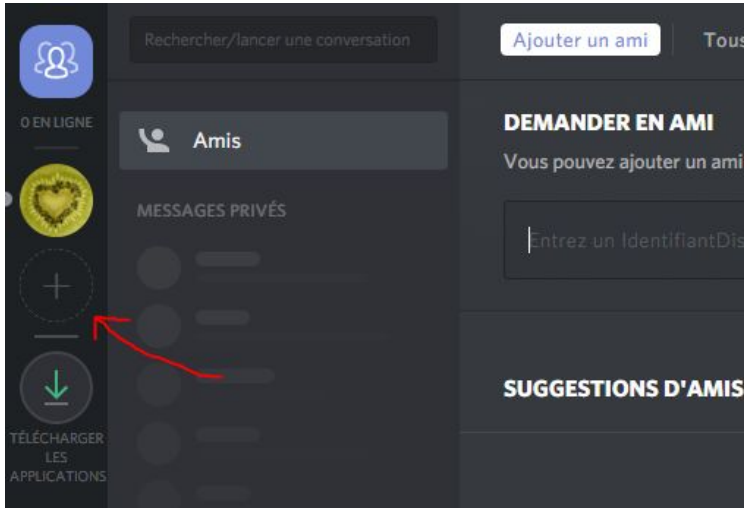 Rechercher/lancer une conversation
Ajouter un ami
Tous
0 EN LIGNE
Amis
DEMANDER EN AMI
Vous pouvez ajouter un ami
MESSAGES PRIVÉS
Entrez un IdentifiantDis
SUGGESTIONS D'AMIS
TÉLÉCHARGER
LES
APPLICATIONS